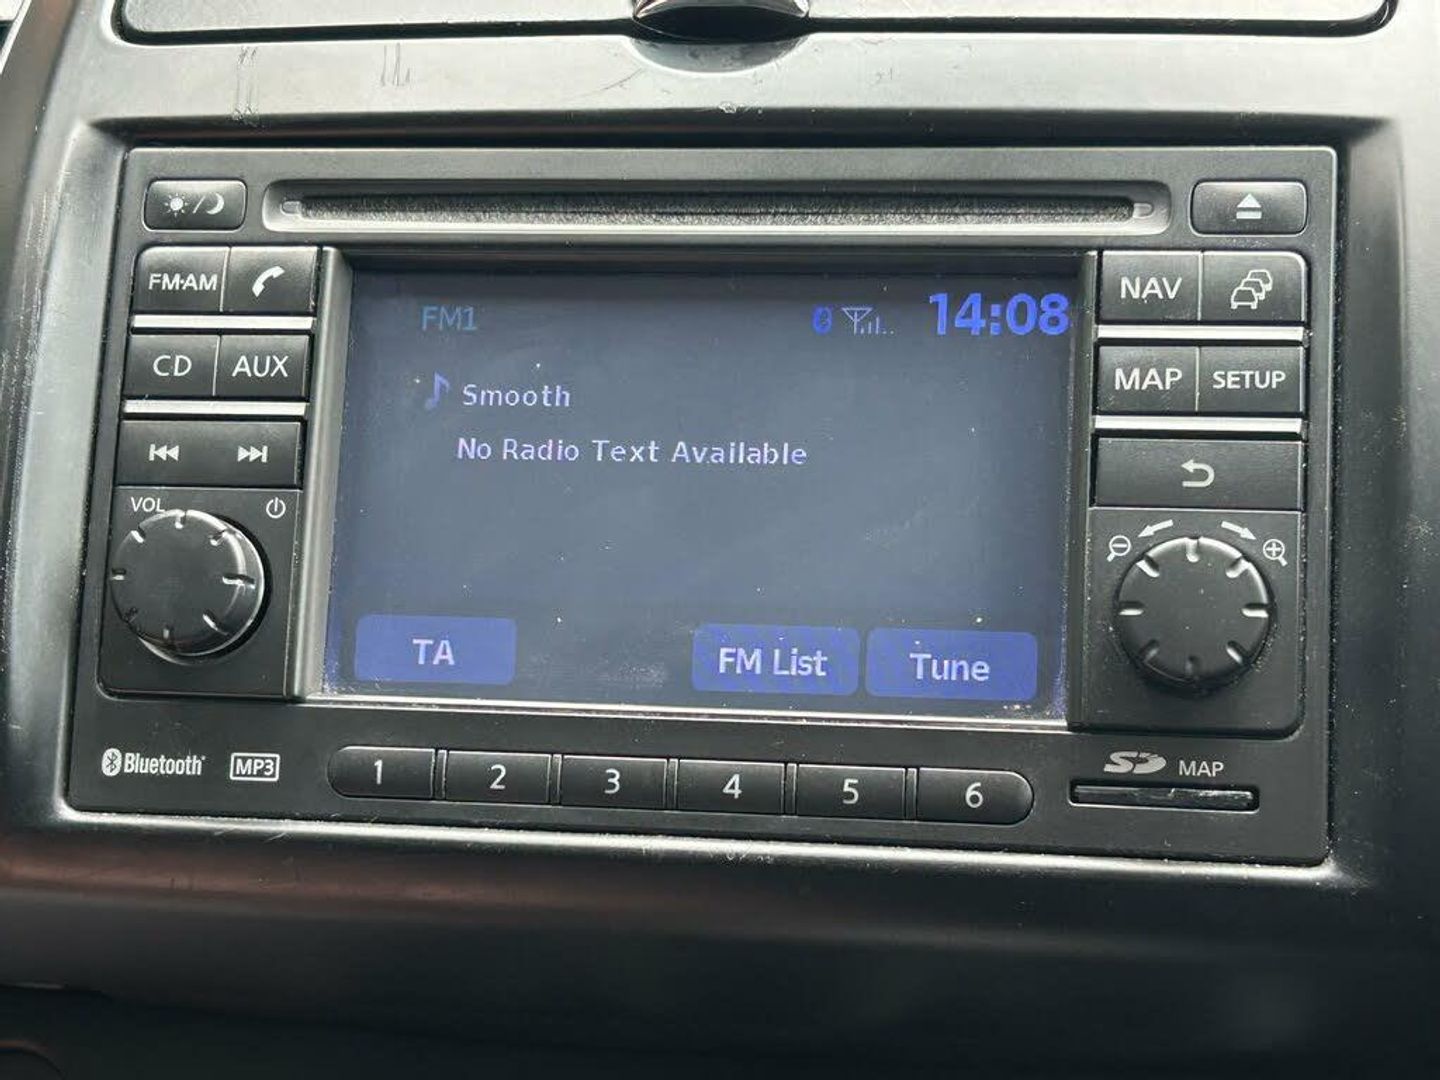 FM·AM
CD
AUX
VOL
FM1
14:08
Smooth
No Radio Text Available
TA
FM List
Tune
NAV
MAP
SETUP
Bluetooth
MP3
1
2
3
4
5
6
SD
MAP